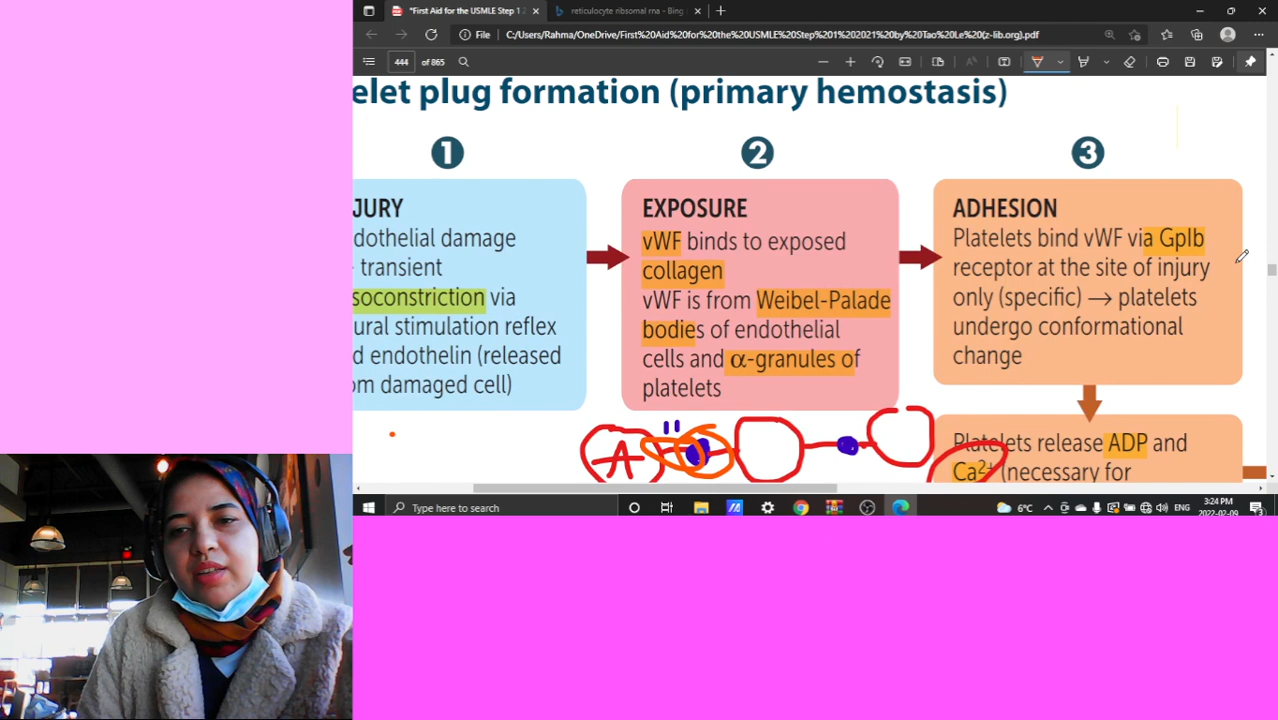 *First Aid for the USMLE Step 1 2
reticulocyte ribsomal rna - Bing
File
C:/Users/Rahma/OneDrive/First%20Aid%20for%20the%20USMLE%20Step%201%202021%20by%20Tao%20Le%20(z-lib.org).pdf
444 of 865
elet plug formation (primary hemostasis)
1
JURY
dothelial damage
transient
soconstriction via
ural stimulation reflex
d endothelin (released
om damaged cell)
2
EXPOSURE
vWF binds to exposed
collagen
vWF is from Weibel-Palade
bodies of endothelial
cells and α-granules of
platelets
3
ADHESION
Platelets bind vWF via GpIb
receptor at the site of injury
only (specific) → platelets
undergo conformational
change
A
Platelets release ADP and
Ca2+ (necessary for
Type here to search
6°C
ENG
3:24 PM
2022-02-09